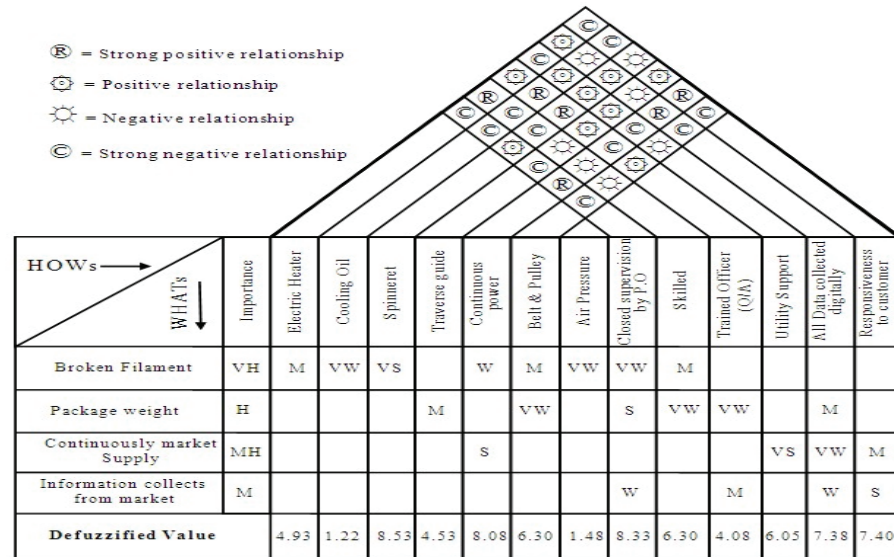 Ⓡ = Strong positive relationship
= Positive relationship
= Negative relationship
Ⓒ = Strong negative relationship
Ⓒ
Ⓒ Ⓒ
Ⓒ
Ⓡ Ⓡ Ⓡ
Ⓒ Ⓒ Ⓡ Ⓒ
Ⓒ Ⓒ Ⓒ Ⓒ
Ⓒ
Ⓒ
Ⓡ
Ⓒ
HOWs
WHATs
Importance
Electric Heater
Cooling Oil
Spinneret
Traverse guide
Continuous
power
Belt & Pulley
Air Pressure
Closed supervision
by P.O
Skilled
Trained Officer
(Q/A)
Utility Support
All Data collected
digitally
Responsiveness
to customer
Broken Filament VH M VW VS W M VW VW M
Package weight H M VW S VW VW M
Continuously market
Supply MH S VS VW M
Information collects
from market M W M W S
Defuzzified Value 4.93 1.22 8.53 4.53 8.08 6.30 1.48 8.33 6.30 4.08 6.05 7.38 7.40